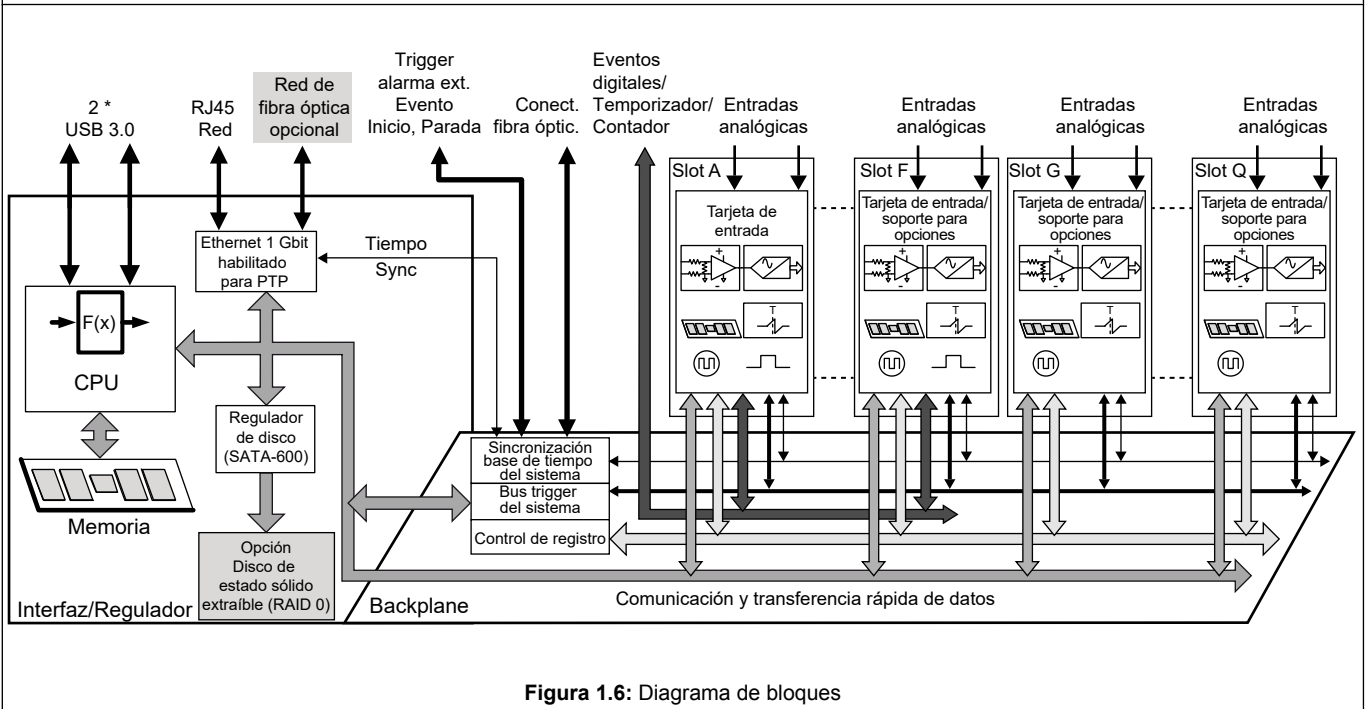 2 *
USB 3.0
RJ45
Red
Red de
fibra óptica
opcional
Trigger
alarma ext.
Evento
Inicio, Parada
Conect.
fibra óptic.
Eventos
digitales/
Temporizador/
Contador
Entradas
analógicas
Entradas
analógicas
Entradas
analógicas
Entradas
analógicas
Slot A
Tarjeta de
entrada
+
-
T
Slot F
Tarjeta de entrada/
soporte para
opciones
+
-
T
Slot G
Tarjeta de entrada/
soporte para
opciones
+
-
T
Slot Q
Tarjeta de entrada/
soporte para
opciones
+
-
T
Ethernet 1 Gbit
habilitado
para PTP
Tiempo
Sync
F(x)
CPU
Regulador
de disco
(SATA-600)
Memoria
Opción
Disco de
estado sólido
extraíble (RAID 0)
Interfaz/Regulador
Sincronización
base de tiempo
del sistema
Bus trigger
del sistema
Control de registro
Backplane
Comunicación y transferencia rápida de datos
Figura 1.6: Diagrama de bloques